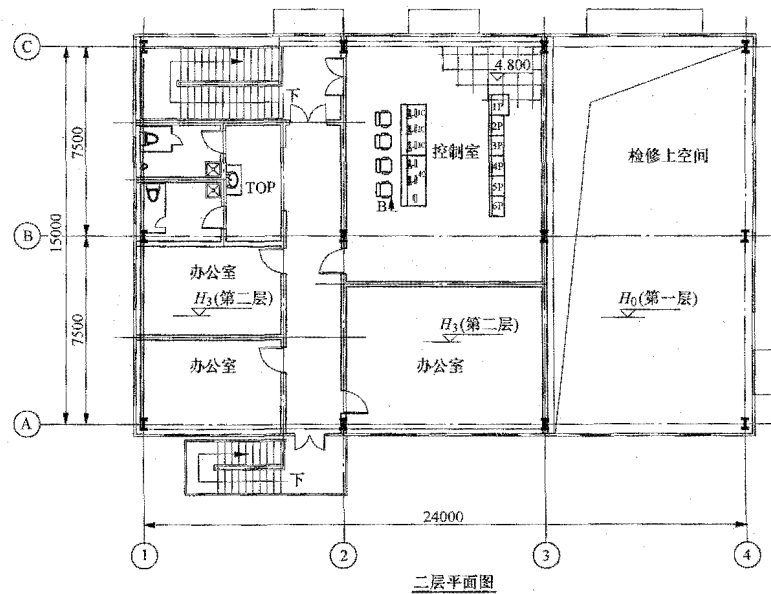 C
4.800
下
1P
2P
3P
4P
5P
6P
控制室
检修上空间
TOP
B
7500
15000
B
办公室
H₃(第二层)
H₀(第一层)
H₃(第二层)
7500
办公室
办公室
A
下
24000
1
2
3
4
二层平面图